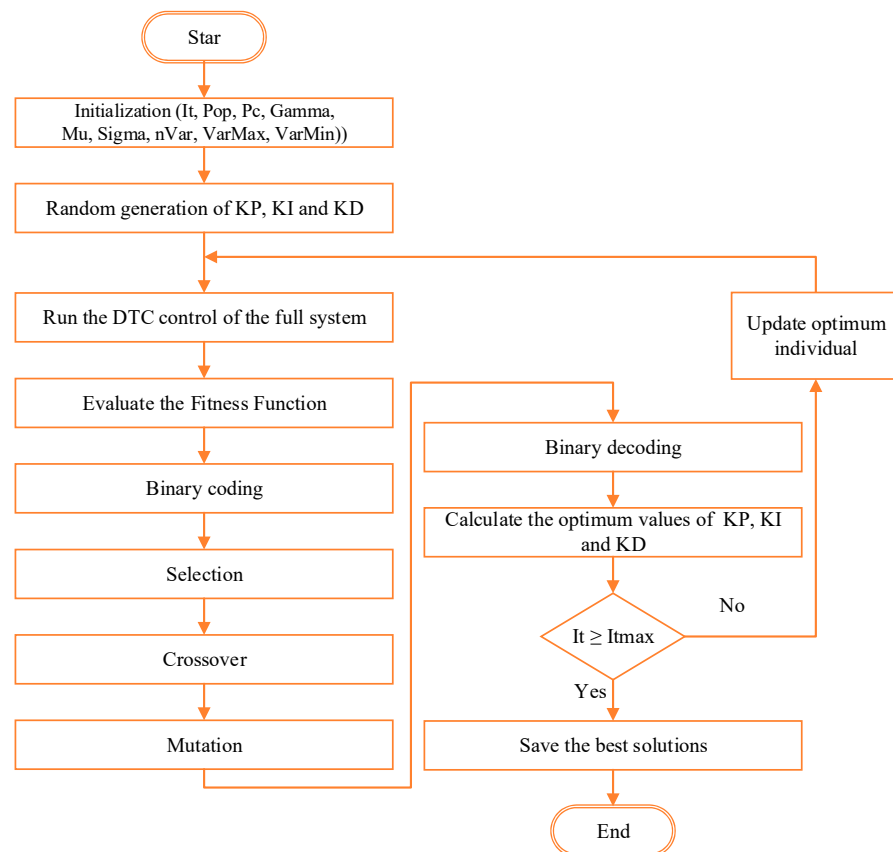 Star
Initialization (It, Pop, Pc, Gamma,
Mu, Sigma, nVar, VarMax, VarMin))
Random generation of KP, KI and KD
Run the DTC control of the full system
Evaluate the Fitness Function
Binary coding
Selection
Crossover
Mutation
Binary decoding
Calculate the optimum values of KP, KI
and KD
It ≥ Itmax
No
Yes
Update optimum
individual
Save the best solutions
End